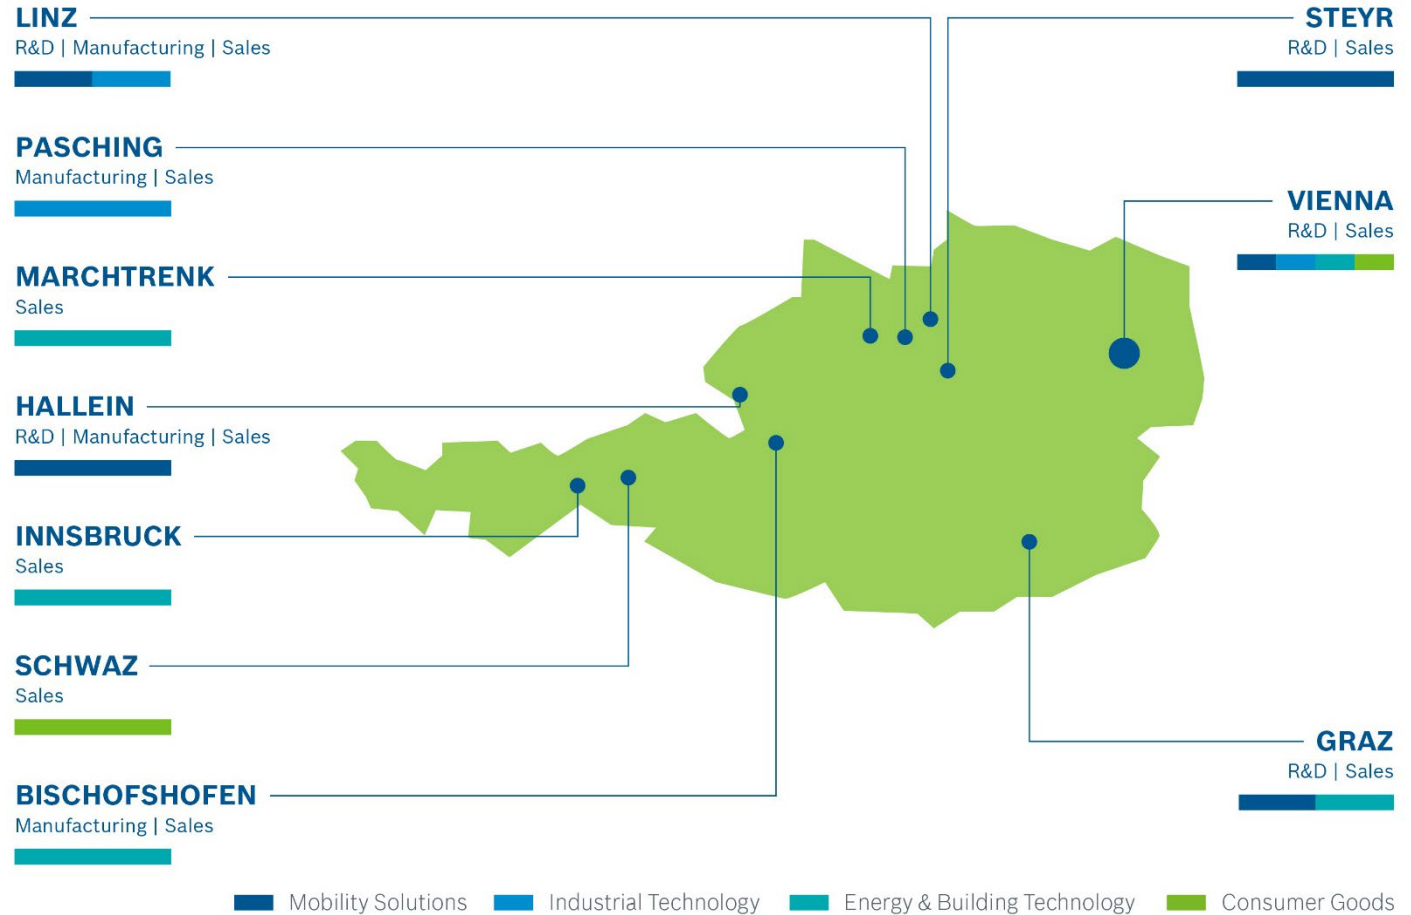 LINZ
R&D | Manufacturing | Sales
PASCHING
Manufacturing | Sales
MARCHTRENK
Sales
HALLEIN
R&D | Manufacturing | Sales
INNSBRUCK
Sales
SCHWAZ
Sales
BISCHOFSHOFEN
Manufacturing | Sales
STEYR
R&D | Sales
VIENNA
R&D | Sales
GRAZ
R&D | Sales
Mobility Solutions Industrial Technology Energy & Building Technology Consumer Goods